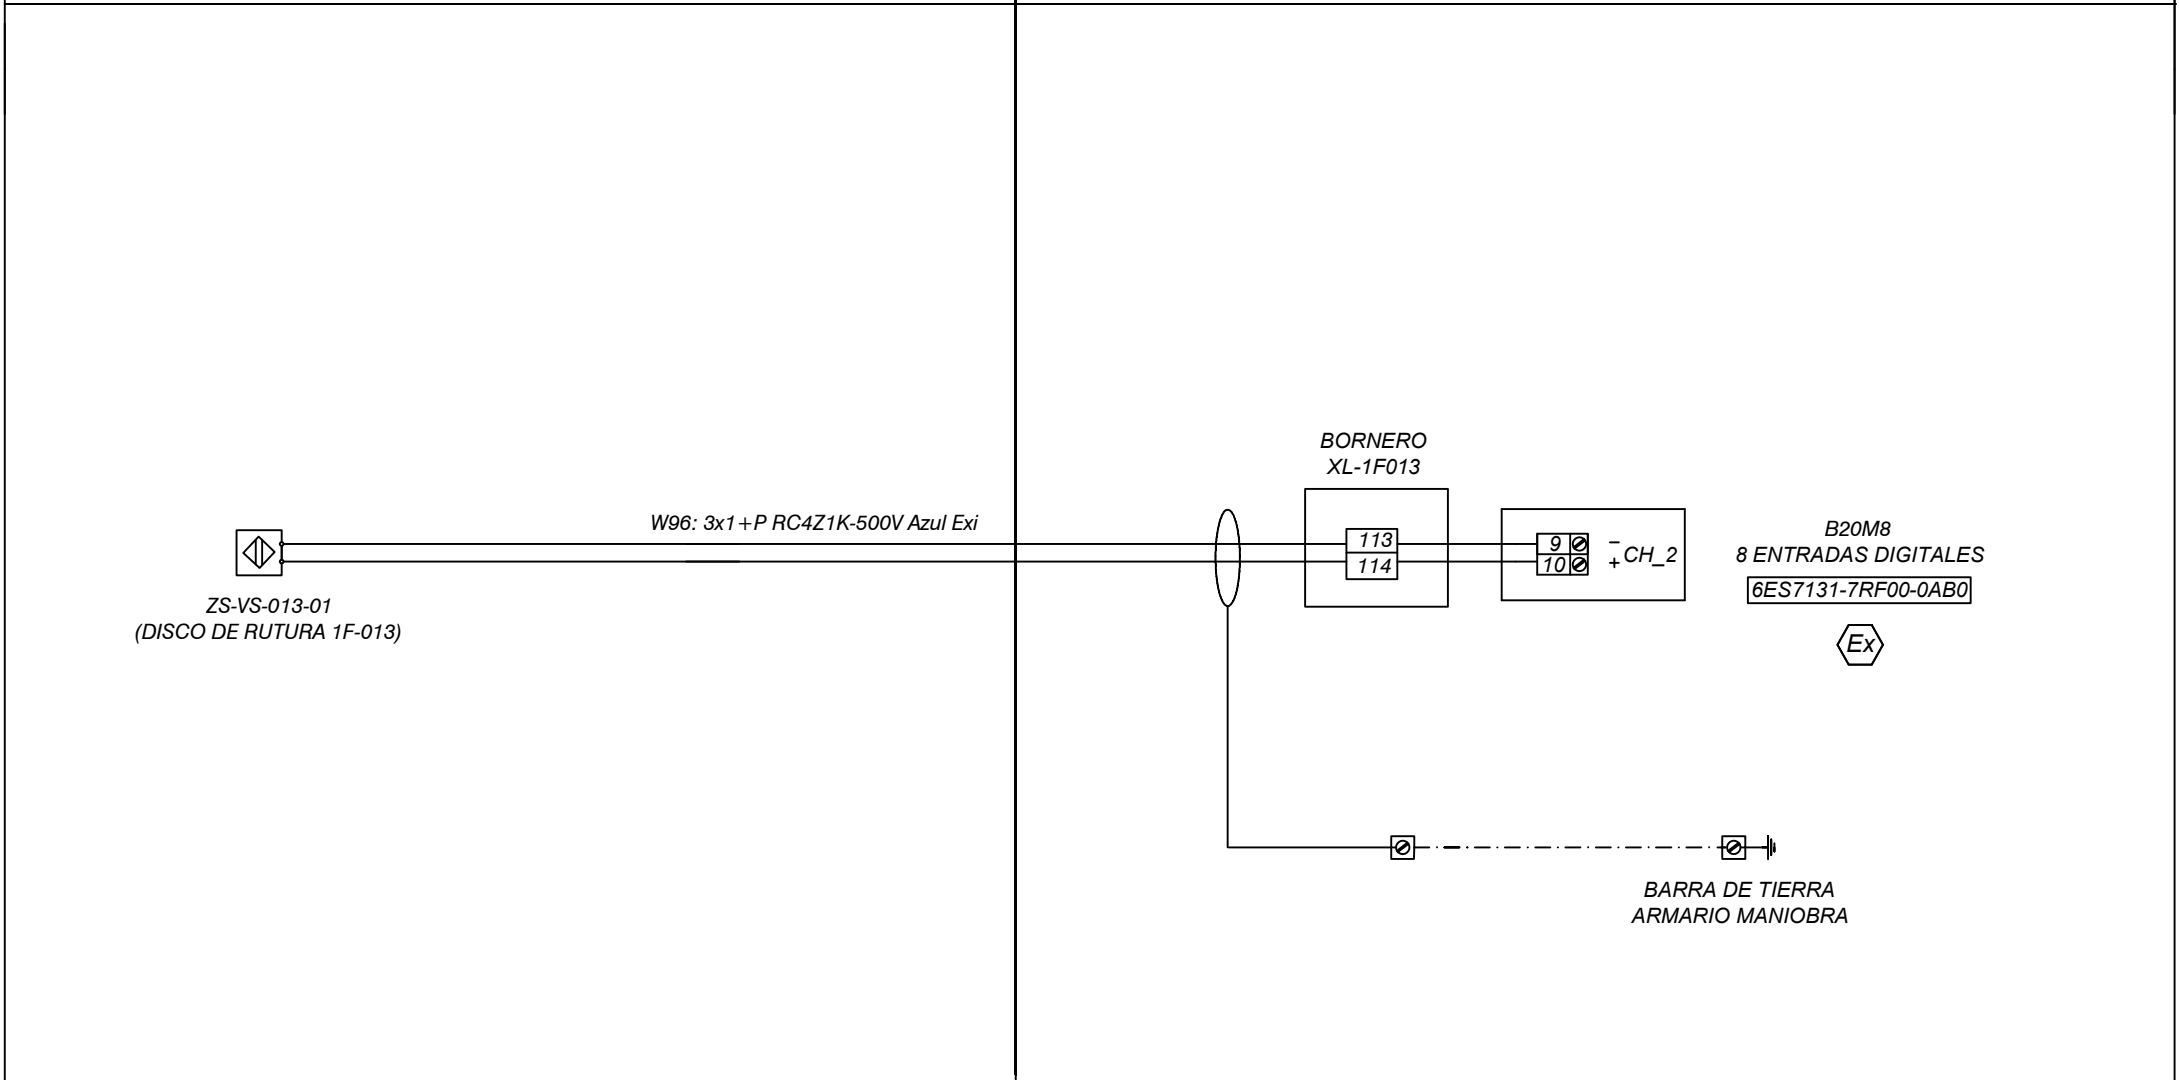 W96: 3x1+P RC4Z1K-500V Azul Exi
ZS-VS-013-01
(DISCO DE RUTURA 1F-013)
BORNERO
XL-1F013
113
114
9
10
−
+
CH_2
B20M8
8 ENTRADAS DIGITALES
6ES7131-7RF00-0AB0
Ex
BARRA DE TIERRA
ARMARIO MANIOBRA